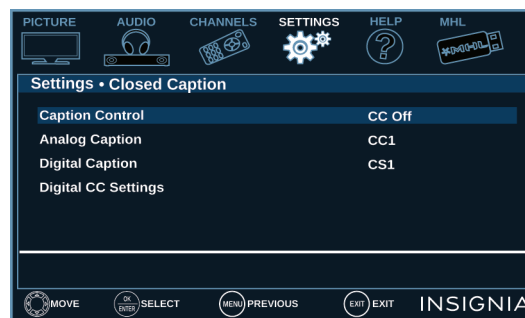 PICTURE AUDIO CHANNELS SETTINGS HELP MHL
MHL
Settings • Closed Caption
Caption Control CC Off
Analog Caption CC1
Digital Caption CS1
Digital CC Settings
MOVE OK ENTER SELECT MENU PREVIOUS EXIT EXIT INSIGNIA